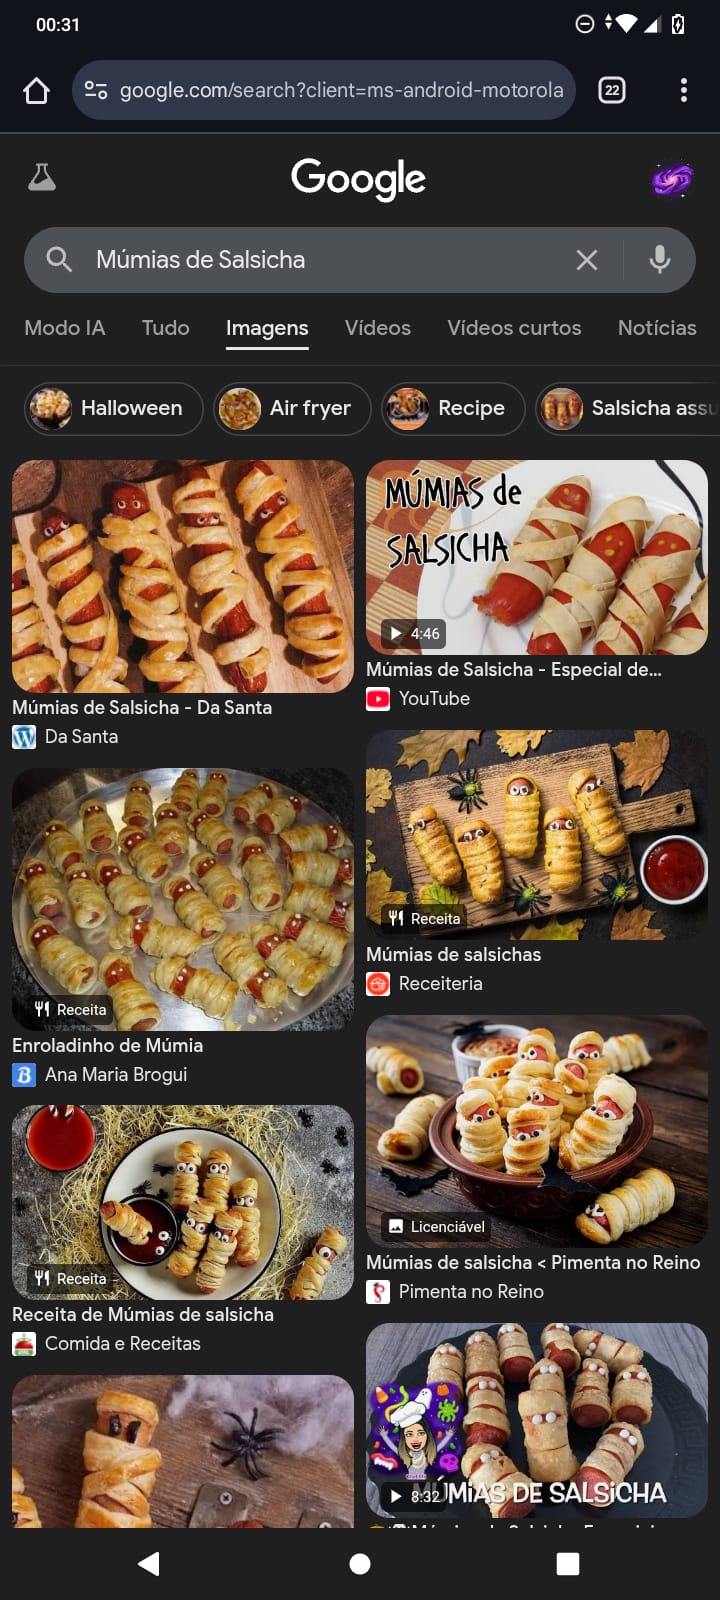 00:31
google.com/search?client=ms-android-motorola
22
Google
Múmias de Salsicha
Modo IA
Tudo
Imagens
Vídeos
Vídeos curtos
Notícias
Halloween
Air fryer
Recipe
Salsicha assu
MÚMIAS de
SALSICHA
4:46
Múmias de Salsicha - Da Santa
Da Santa
Múmias de Salsicha - Especial de...
YouTube
Receita
Enroladinho de Múmia
Ana Maria Brogui
Receita
Múmias de salsichas
Receiteria
Receita
Receita de Múmias de salsicha
Comida e Receitas
Licenciável
Múmias de salsicha < Pimenta no Reino
Pimenta no Reino
8:32
MÚMiAS DE SALSiCHA